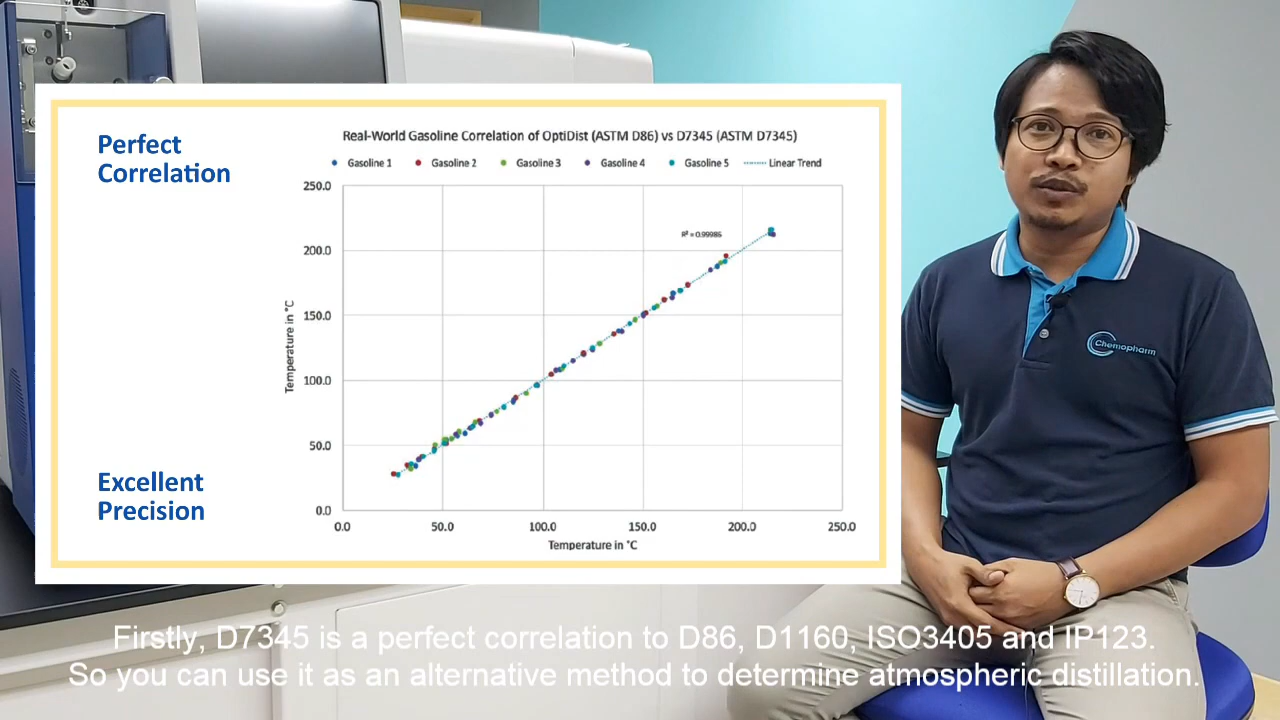 Perfect
Correlation
Excellent
Precision
Real-World Gasoline Correlation of OptiDist (ASTM D86) vs D7345 (ASTM D7345)
Gasoline 1 Gasoline 2 Gasoline 3 Gasoline 4 Gasoline 5 Linear Trend
250.0
200.0
150.0
100.0
50.0
0.0
R² = 0.99985
Temperature in °C
0.0 50.0 100.0 150.0 200.0 250.0
Temperature in °C
Chemopharm
Firstly, D7345 is a perfect correlation to D86, D1160, ISO3405 and IP123.
So you can use it as an alternative method to determine atmospheric distillation.